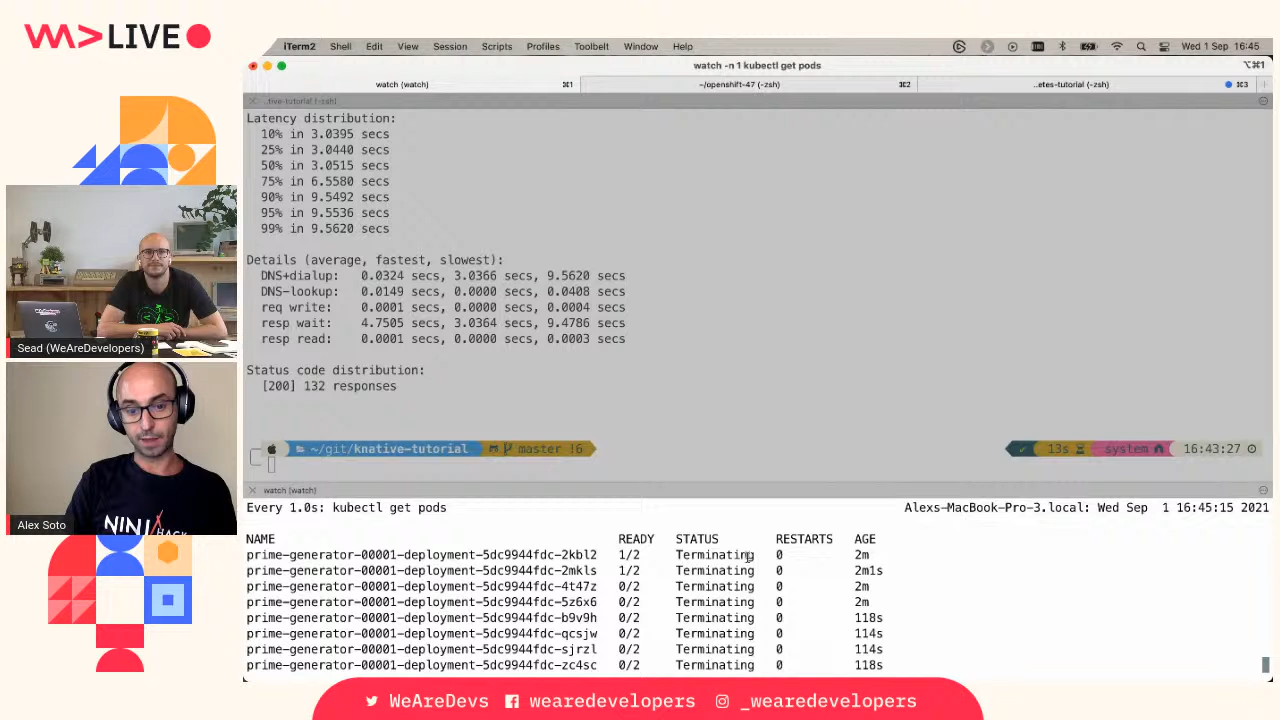 LIVE
iTerm2 Shell Edit View Session Scripts Profiles Toolbelt Window Help
Wed 1 Sep 16:45
watch -n 1 kubectl get pods
⌥⌘1
watch (watch) ⌘1
~/openshift-47 (-zsh) ⌘2
...etes-tutorial (-zsh) ⌘3
...tive-tutorial (-zsh)
Latency distribution:
10% in 3.0395 secs
25% in 3.0440 secs
50% in 3.0515 secs
75% in 6.5580 secs
90% in 9.5492 secs
95% in 9.5536 secs
99% in 9.5620 secs
Details (average, fastest, slowest):
DNS+dialup: 0.0324 secs, 3.0366 secs, 9.5620 secs
DNS-lookup: 0.0149 secs, 0.0000 secs, 0.0408 secs
req write: 0.0001 secs, 0.0000 secs, 0.0004 secs
resp wait: 4.7505 secs, 3.0364 secs, 9.4786 secs
resp read: 0.0001 secs, 0.0000 secs, 0.0003 secs
Status code distribution:
[200] 132 responses
~/git/knative-tutorial master !6 ✓ 13s system 16:43:27
watch (watch)
Every 1.0s: kubectl get pods Alexs-MacBook-Pro-3.local: Wed Sep 1 16:45:15 2021
NAME READY STATUS RESTARTS AGE
prime-generator-00001-deployment-5dc9944fdc-2kbl2 1/2 Terminating 0 2m
prime-generator-00001-deployment-5dc9944fdc-2mkls 1/2 Terminating 0 2m1s
prime-generator-00001-deployment-5dc9944fdc-4t47z 0/2 Terminating 0 2m
prime-generator-00001-deployment-5dc9944fdc-5z6x6 0/2 Terminating 0 2m
prime-generator-00001-deployment-5dc9944fdc-b9v9h 0/2 Terminating 0 118s
prime-generator-00001-deployment-5dc9944fdc-qcsjw 0/2 Terminating 0 114s
prime-generator-00001-deployment-5dc9944fdc-sjrzl 0/2 Terminating 0 114s
prime-generator-00001-deployment-5dc9944fdc-zc4sc 0/2 Terminating 0 118s
Sead (WeAreDevelopers)
NINJ HACK
Alex Soto
WeAreDevs wearedevelopers _wearedevelopers